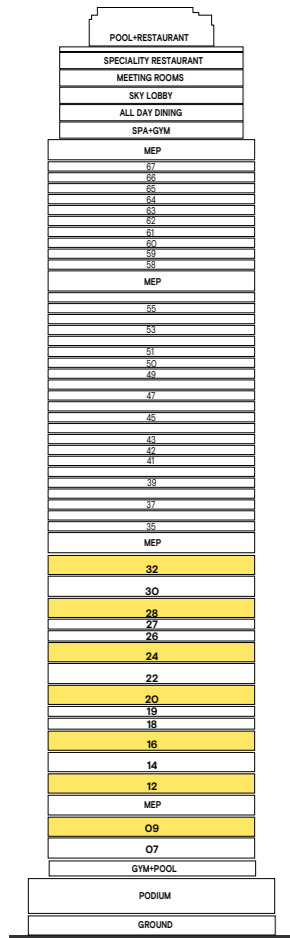 POOL+RESTAURANT
SPECIALITY RESTAURANT
MEETING ROOMS
SKY LOBBY
ALL DAY DINING
SPA+GYM
MEP
67
66
65
64
63
62
61
60
59
58
MEP
55
53
51
50
49
47
45
43
42
41
39
37
35
MEP
32
30
28
27
26
24
22
20
19
18
16
14
12
MEP
09
07
GYM+POOL
PODIUM
GROUND